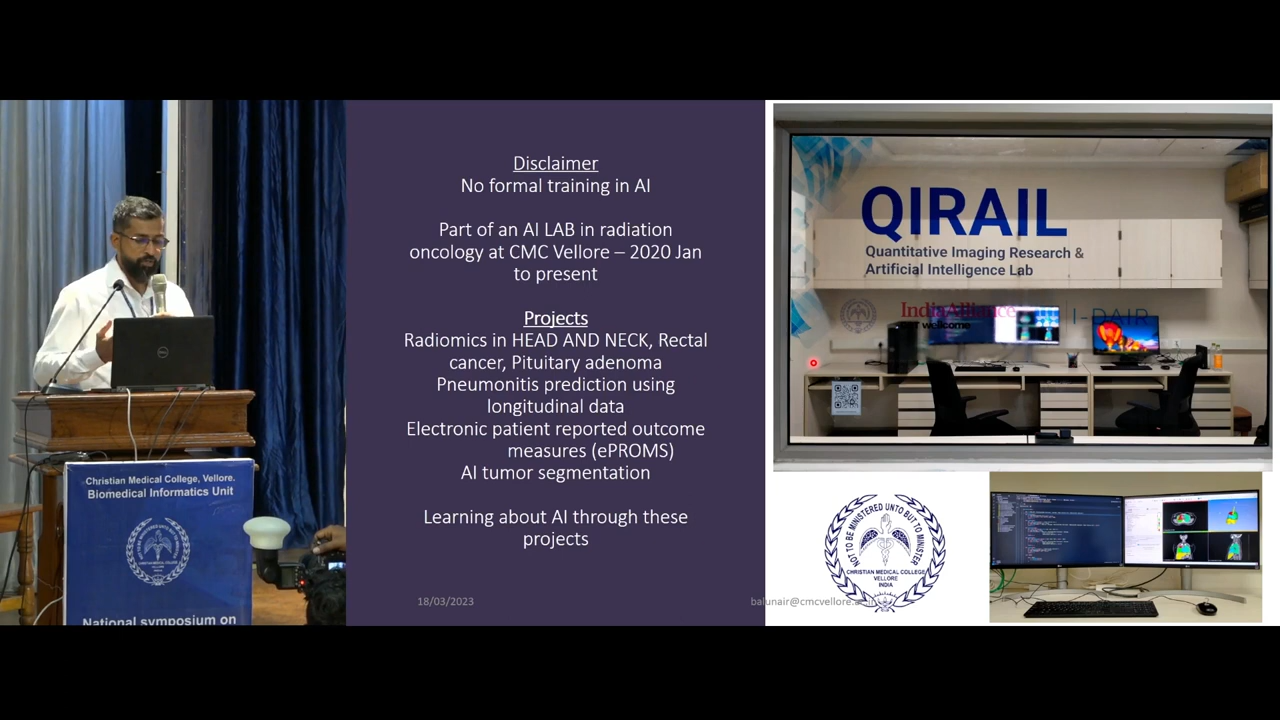 Disclaimer
No formal training in AI
Part of an AI LAB in radiation
oncology at CMC Vellore – 2020 Jan
to present
Projects
Radiomics in HEAD AND NECK, Rectal
cancer, Pituitary adenoma
Pneumonitis prediction using
longitudinal data
Electronic patient reported outcome
measures (ePROMS)
AI tumor segmentation
Learning about AI through these
projects
18/03/2023
QIRAIL
Quantitative Imaging Research &
Artificial Intelligence Lab
IndiaAlliance
wellcome
I-DAIR
NOT TO BE MINISTERED UNTO BUT TO MINISTER
CHRISTIAN MEDICAL COLLEGE
VELLORE
INDIA
Christian Medical College, Vellore.
Biomedical Informatics Unit
National symposium on
DELL